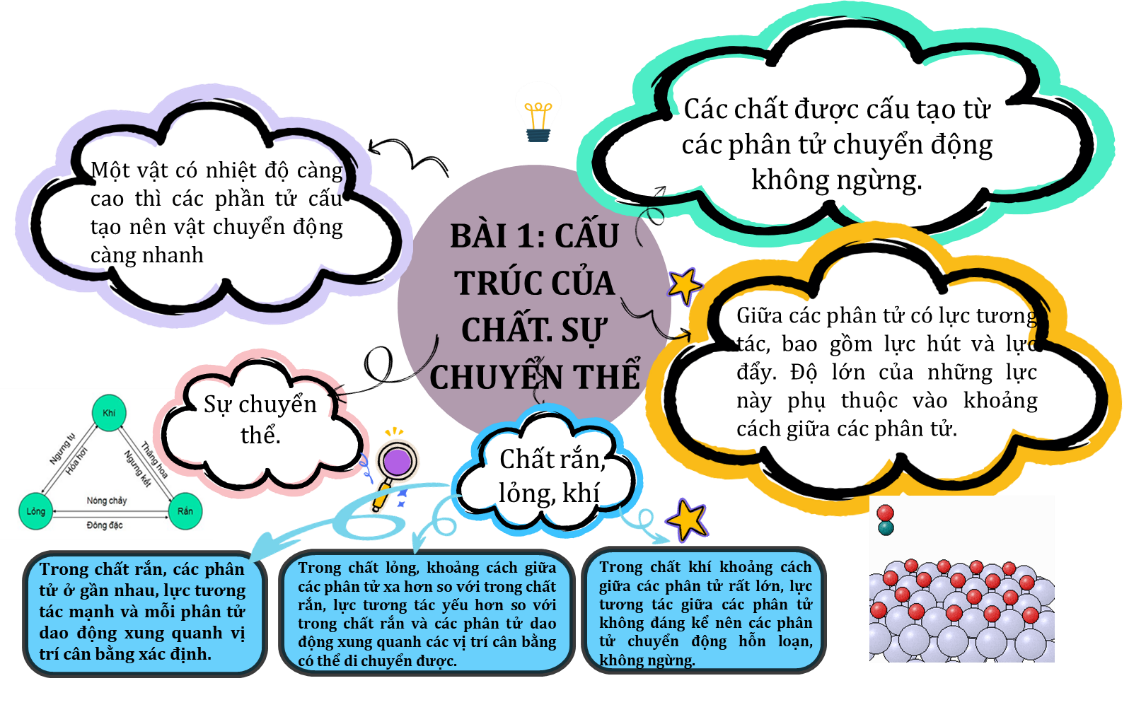 BÀI 1: CẤU
TRÚC CỦA
CHẤT. SỰ
CHUYỂN THỂ
Các chất được cấu tạo từ
các phân tử chuyển động
không ngừng.
Một vật có nhiệt độ càng
cao thì các phần tử cấu
tạo nên vật chuyển động
càng nhanh
Giữa các phân tử có lực tương
tác, bao gồm lực hút và lực
đẩy. Độ lớn của những lực
này phụ thuộc vào khoảng
cách giữa các phân tử.
Sự chuyển
thể.
Khí
Ngưng tụ
Hóa hơi
Thăng hoa
Ngưng kết
Lỏng
Nóng chảy
Đông đặc
Rắn
Chất rắn,
lỏng, khí
Trong chất rắn, các phân
tử ở gần nhau, lực tương
tác mạnh và mỗi phân tử
dao động xung quanh vị
trí cân bằng xác định.
Trong chất lỏng, khoảng cách giữa
các phân tử xa hơn so với trong chất
rắn, lực tương tác yếu hơn so với
trong chất rắn và các phân tử dao
động xung quanh các vị trí cân bằng
có thể di chuyển được.
Trong chất khí khoảng cách
giữa các phân tử rất lớn, lực
tương tác giữa các phân tử
không đáng kể nên các phân
tử chuyển động hỗn loạn,
không ngừng.